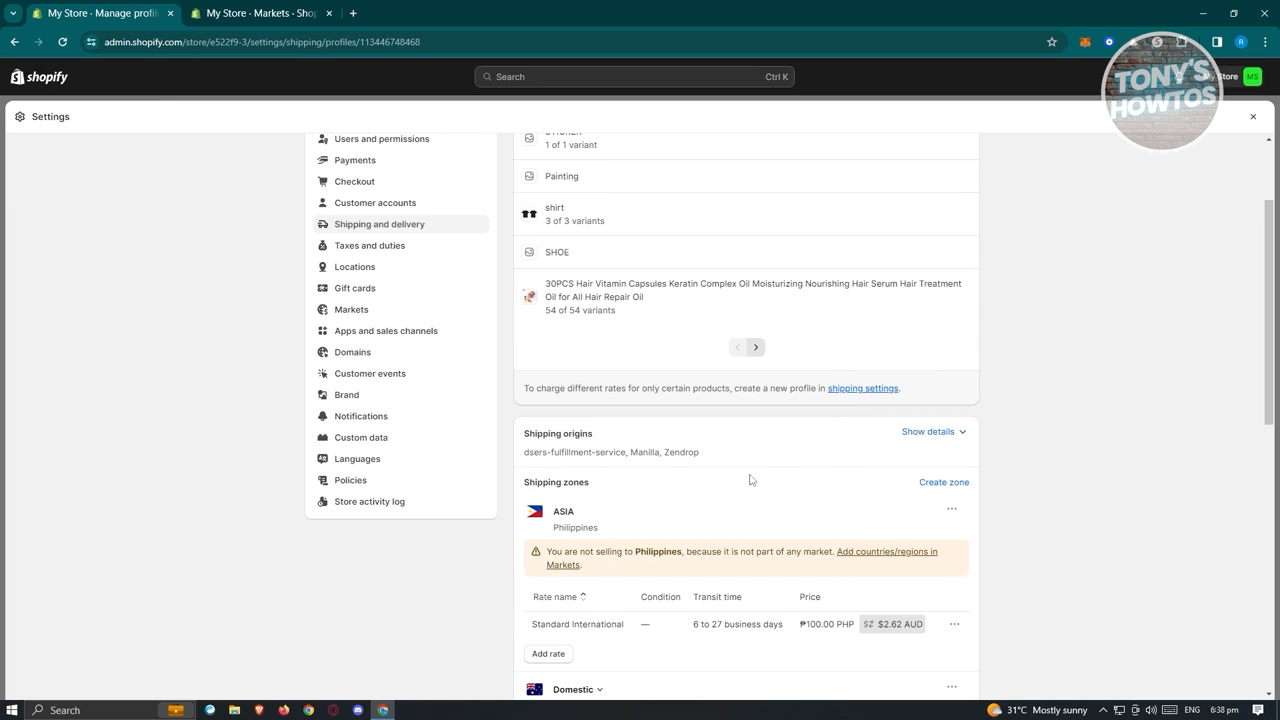 My Store - Manage profi
My Store - Markets - Shop
admin.shopify.com/store/e522f9-3/settings/shipping/profiles/113446748468
shopify
Search
Ctrl K
My Store
MS
TONY'S
HOWTOS
Settings
Users and permissions
Payments
Checkout
Customer accounts
Shipping and delivery
Taxes and duties
Locations
Gift cards
Markets
Apps and sales channels
Domains
Customer events
Brand
Notifications
Custom data
Languages
Policies
Store activity log
STICKER
1 of 1 variant
Painting
shirt
3 of 3 variants
SHOE
30PCS Hair Vitamin Capsules Keratin Complex Oil Moisturizing Nourishing Hair Serum Hair Treatment
Oil for All Hair Repair Oil
54 of 54 variants
To charge different rates for only certain products, create a new profile in shipping settings.
Shipping origins
Show details
dsers-fulfillment-service, Manilla, Zendrop
Shipping zones
Create zone
ASIA
Philippines
You are not selling to Philippines, because it is not part of any market. Add countries/regions in
Markets.
Rate name Condition Transit time Price
Standard International — 6 to 27 business days ₱100.00 PHP $2.62 AUD
Add rate
Domestic
Search
31°C Mostly sunny
ENG
6:38 pm